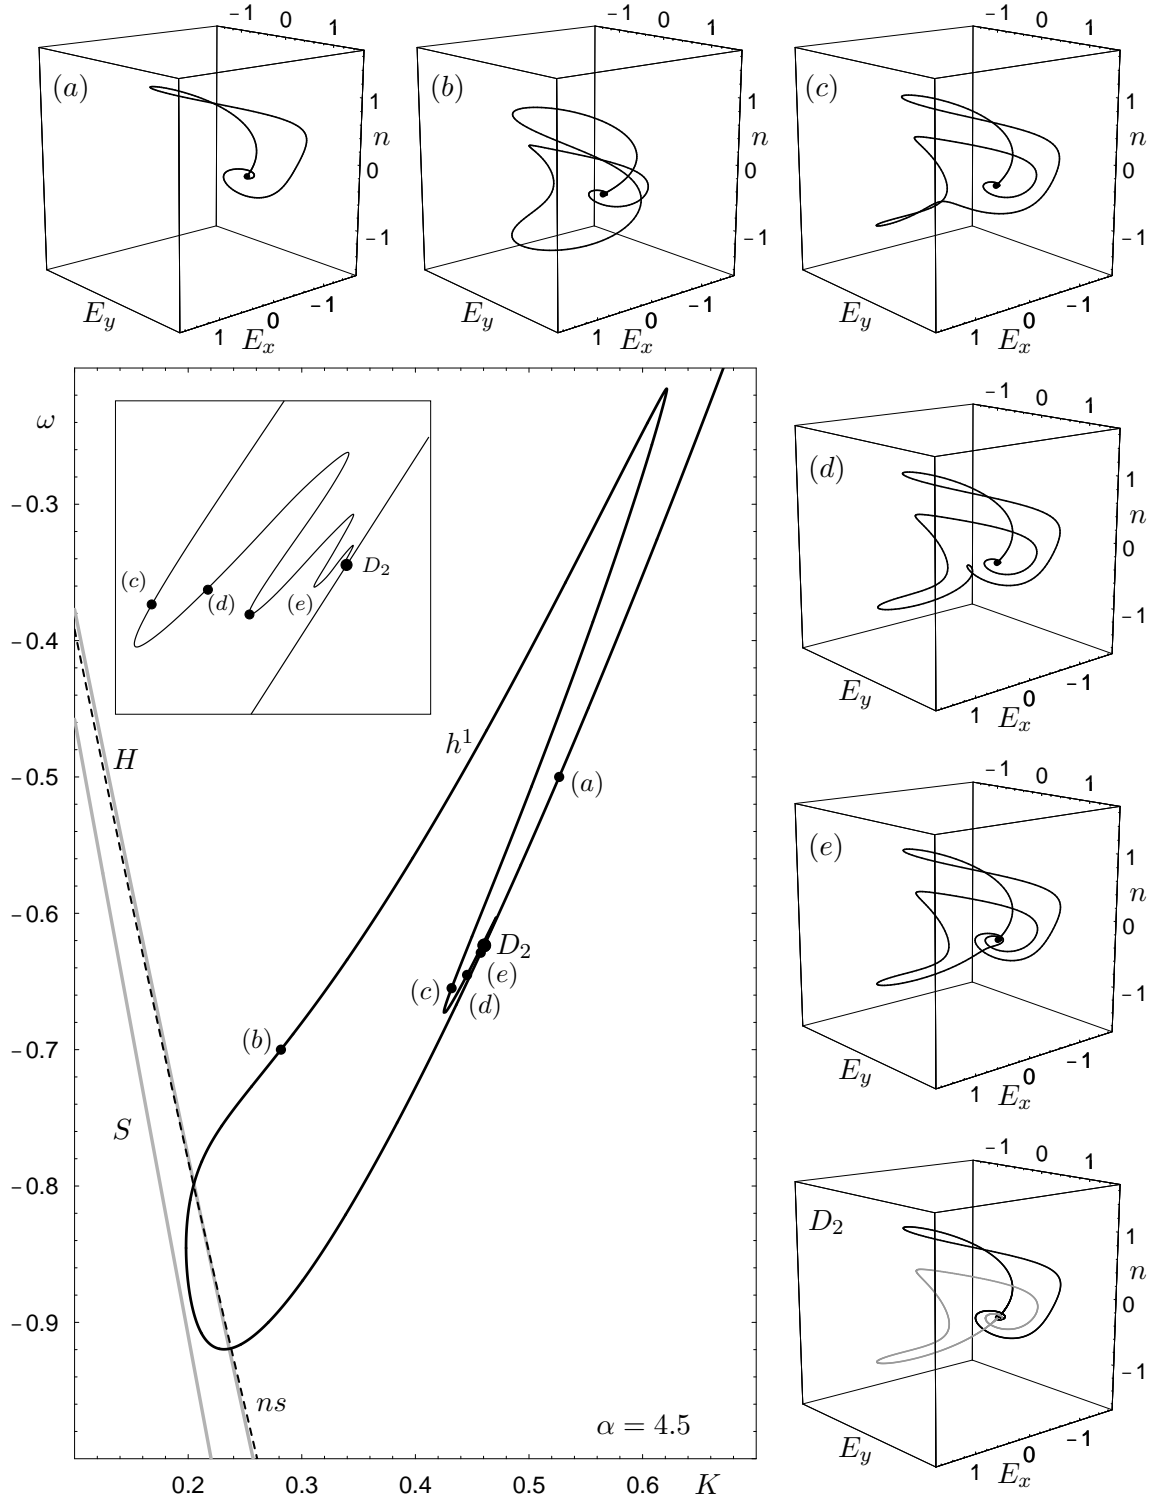 −1 0 1
−1 0 1
−1 0 1
(a)
(b)
(c)
1
n
0
−1
1
n
0
−1
1
n
0
−1
E_y
1 0 −1
E_x
E_y
1 0 −1
E_x
E_y
1 0 −1
E_x
ω
−0.3
−0.4
−0.5
−0.6
−0.7
−0.8
−0.9
(c)
(d)
(e)
D_2
H
h^1
(a)
D_2
(e)
(c)
(d)
(b)
S
ns
α = 4.5
0.2 0.3 0.4 0.5 0.6 K
−1 0 1
(d)
1
n
0
−1
E_y
1 0 −1
E_x
−1 0 1
(e)
1
n
0
−1
E_y
1 0 −1
E_x
−1 0 1
D_2
1
n
0
−1
E_y
1 0 −1
E_x